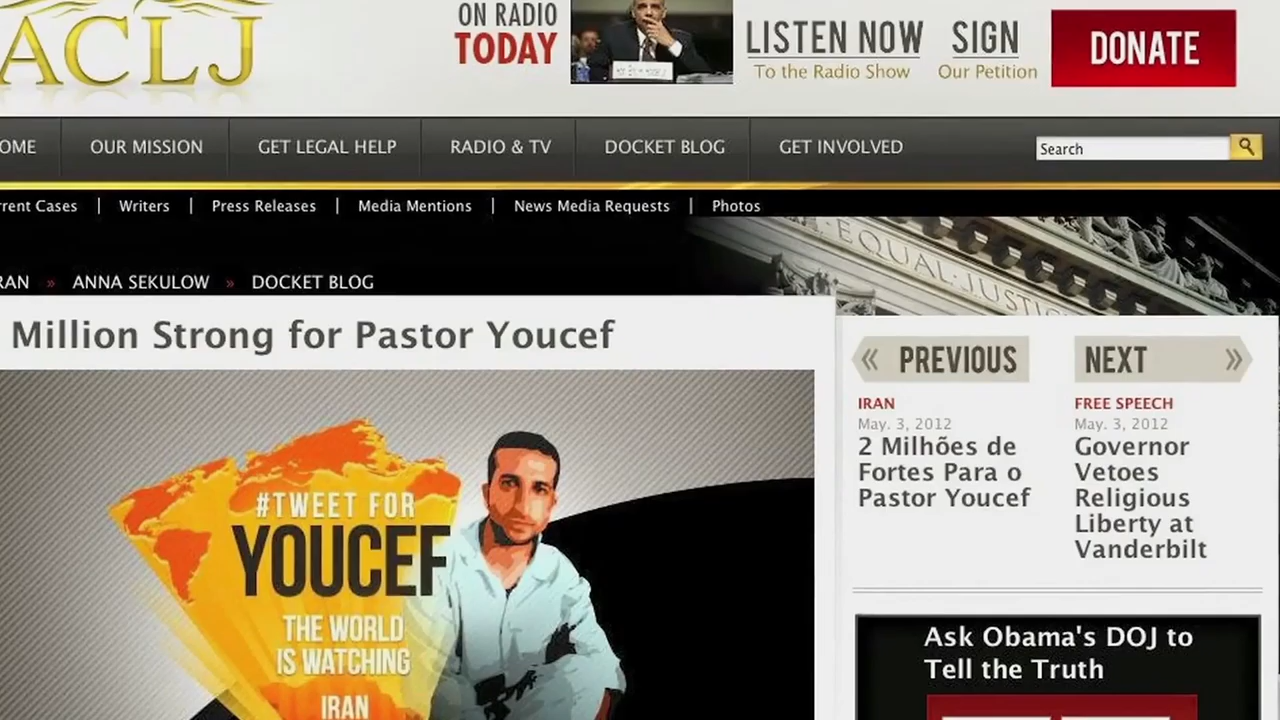 ACLJ
ON RADIO
TODAY
LISTEN NOW
To the Radio Show
SIGN
Our Petition
DONATE
OME
OUR MISSION
GET LEGAL HELP
RADIO & TV
DOCKET BLOG
GET INVOLVED
Search
rrent Cases | Writers | Press Releases | Media Mentions | News Media Requests | Photos
EQUAL·JUSTIC
RAN » ANNA SEKULOW » DOCKET BLOG
Million Strong for Pastor Youcef
#TWEET FOR
YOUCEF
THE WORLD
IS WATCHING
IRAN
« PREVIOUS
IRAN
May. 3, 2012
2 Milhões de
Fortes Para o
Pastor Youcef
NEXT »
FREE SPEECH
May. 3, 2012
Governor
Vetoes
Religious
Liberty at
Vanderbilt
Ask Obama's DOJ to
Tell the Truth